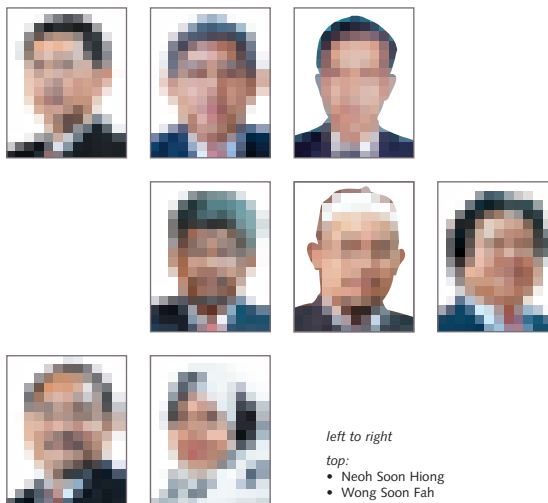 left to right
top:
• Neoh Soon Hiong
• Wong Soon Fah